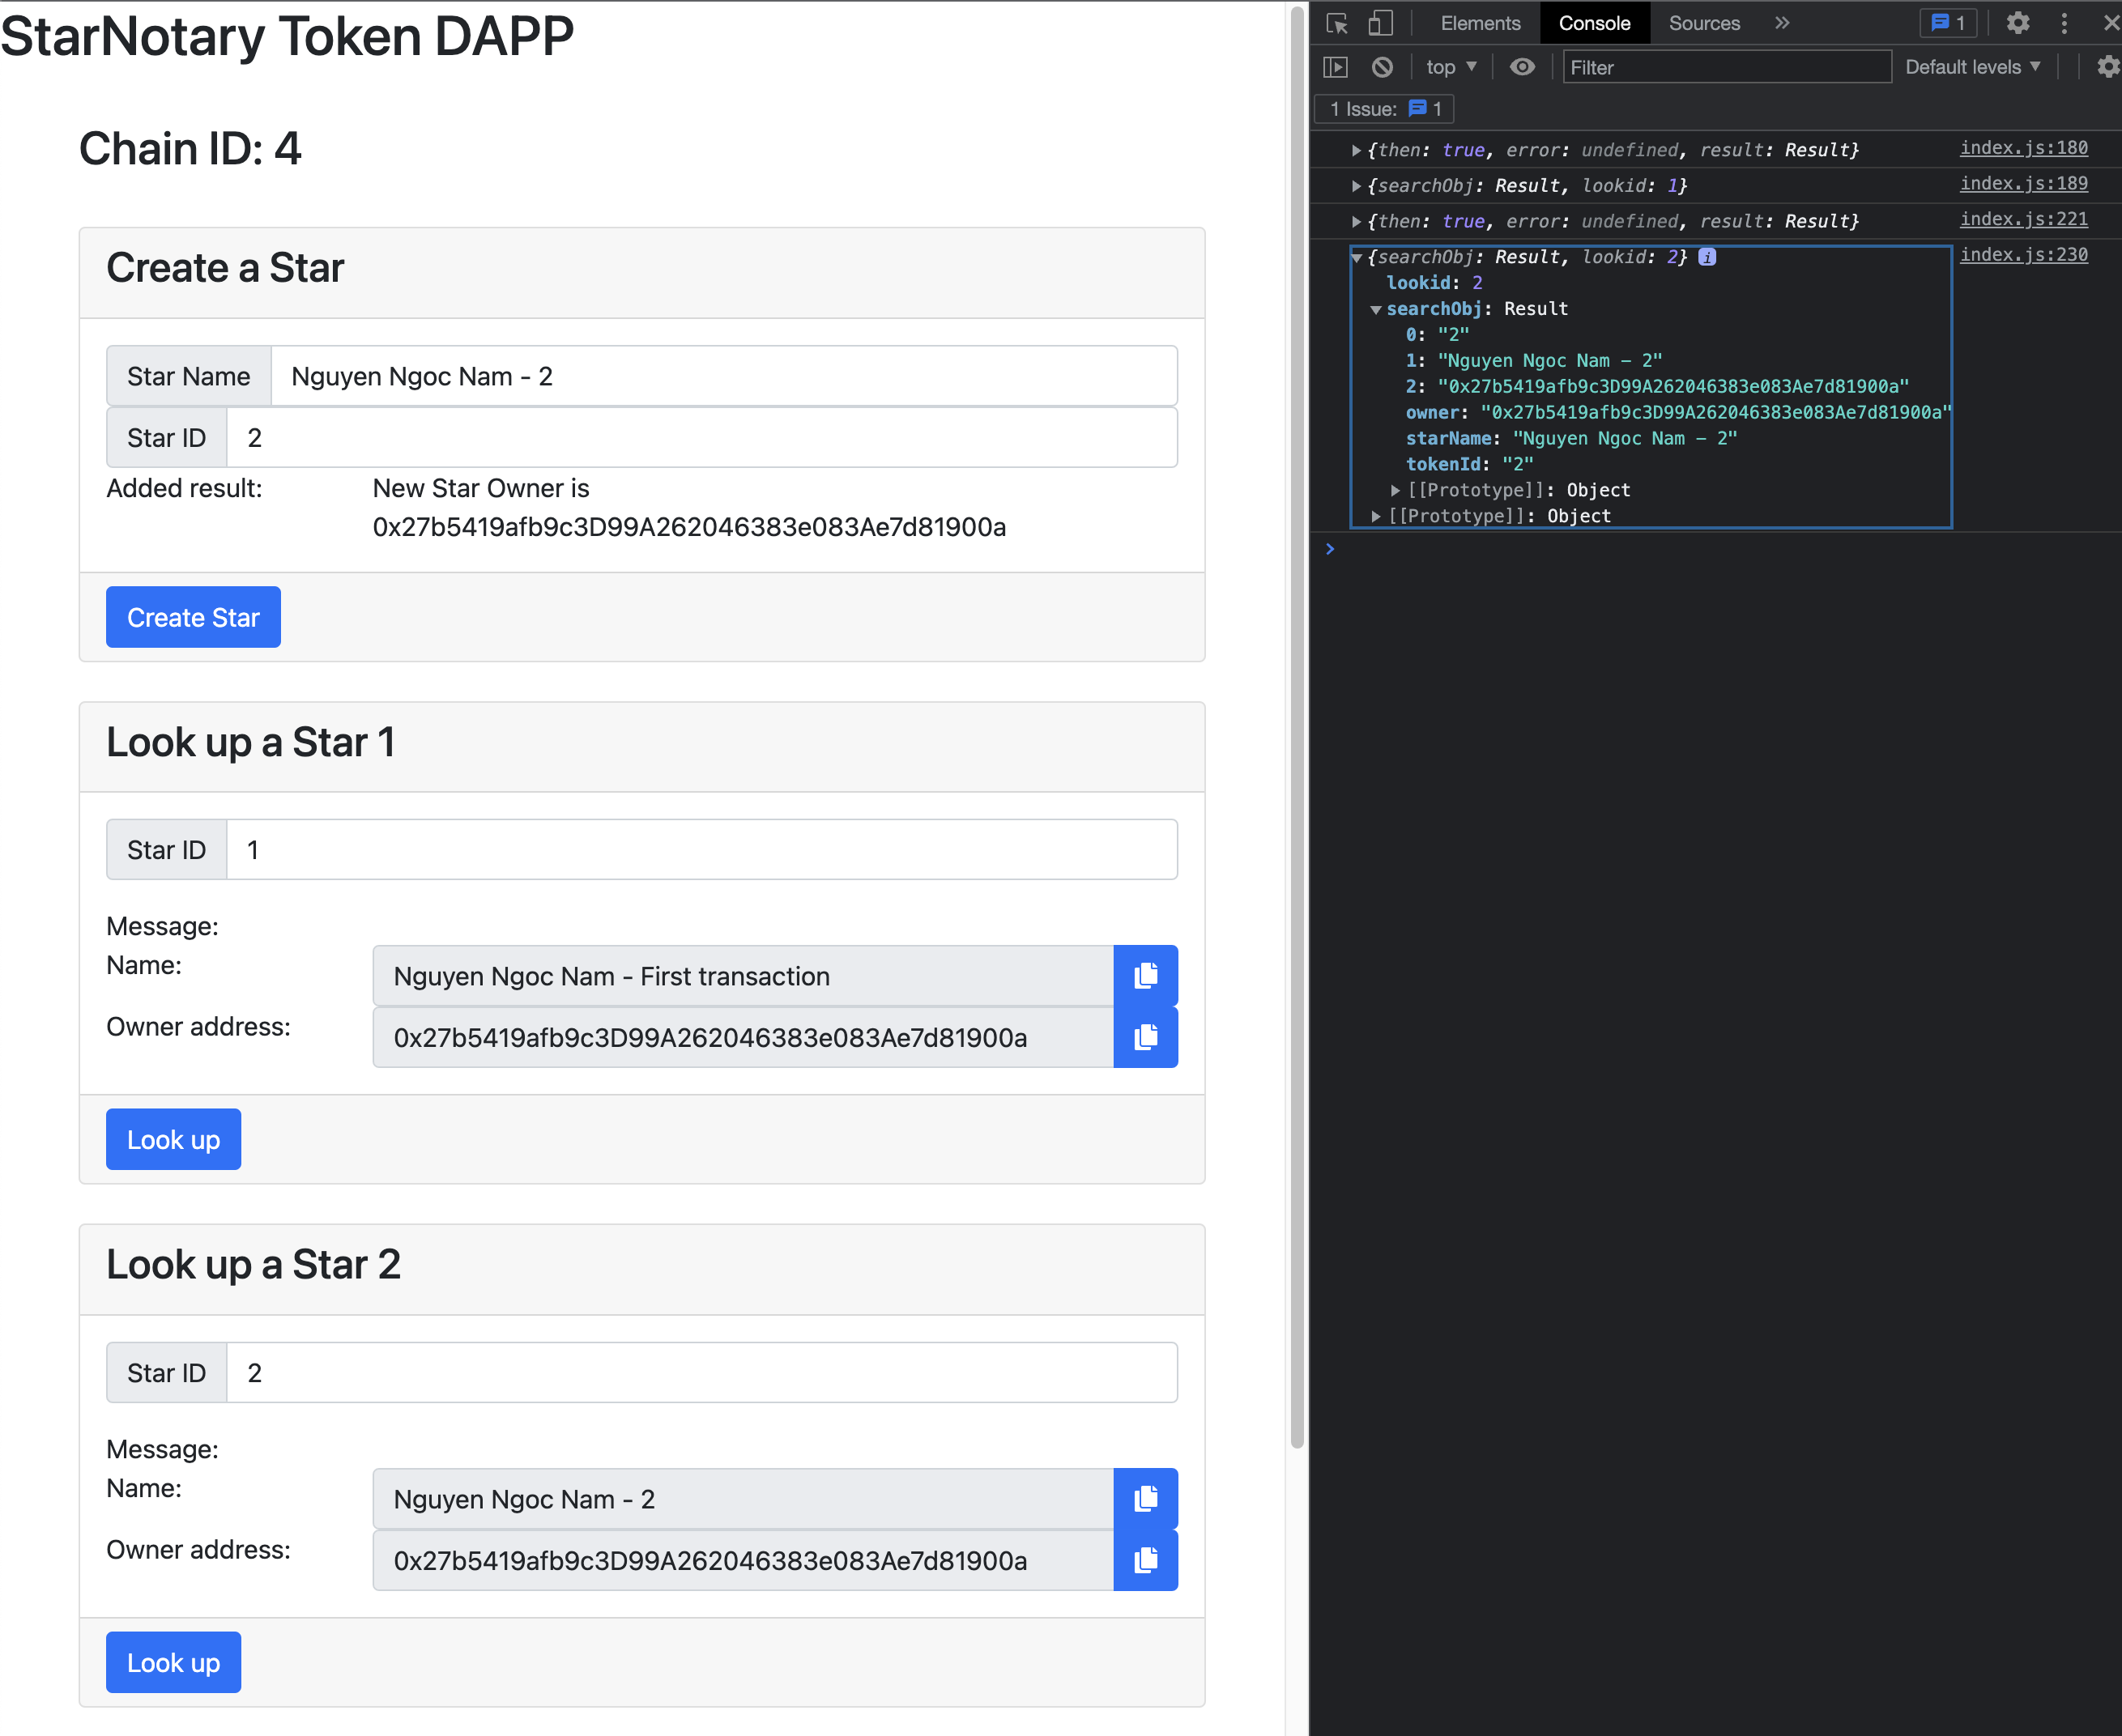 StarNotary Token DAPP
Chain ID: 4
Create a Star
Star Name Nguyen Ngoc Nam - 2
Star ID 2
Added result: New Star Owner is
0x27b5419afb9c3D99A262046383e083Ae7d81900a
Create Star
Look up a Star 1
Star ID 1
Message:
Name: Nguyen Ngoc Nam - First transaction
Owner address: 0x27b5419afb9c3D99A262046383e083Ae7d81900a
Look up
Look up a Star 2
Star ID 2
Message:
Name: Nguyen Ngoc Nam - 2
Owner address: 0x27b5419afb9c3D99A262046383e083Ae7d81900a
Look up
Elements Console Sources » 1
top ▼ Filter Default levels ▼
1 Issue: 1
▶ {then: true, error: undefined, result: Result} index.js:180
▶ {searchObj: Result, lookid: 1} index.js:189
▶ {then: true, error: undefined, result: Result} index.js:221
▼ {searchObj: Result, lookid: 2} i index.js:230
lookid: 2
▼ searchObj: Result
0: "2"
1: "Nguyen Ngoc Nam – 2"
2: "0x27b5419afb9c3D99A262046383e083Ae7d81900a"
owner: "0x27b5419afb9c3D99A262046383e083Ae7d81900a"
starName: "Nguyen Ngoc Nam – 2"
tokenId: "2"
▶ [[Prototype]]: Object
▶ [[Prototype]]: Object